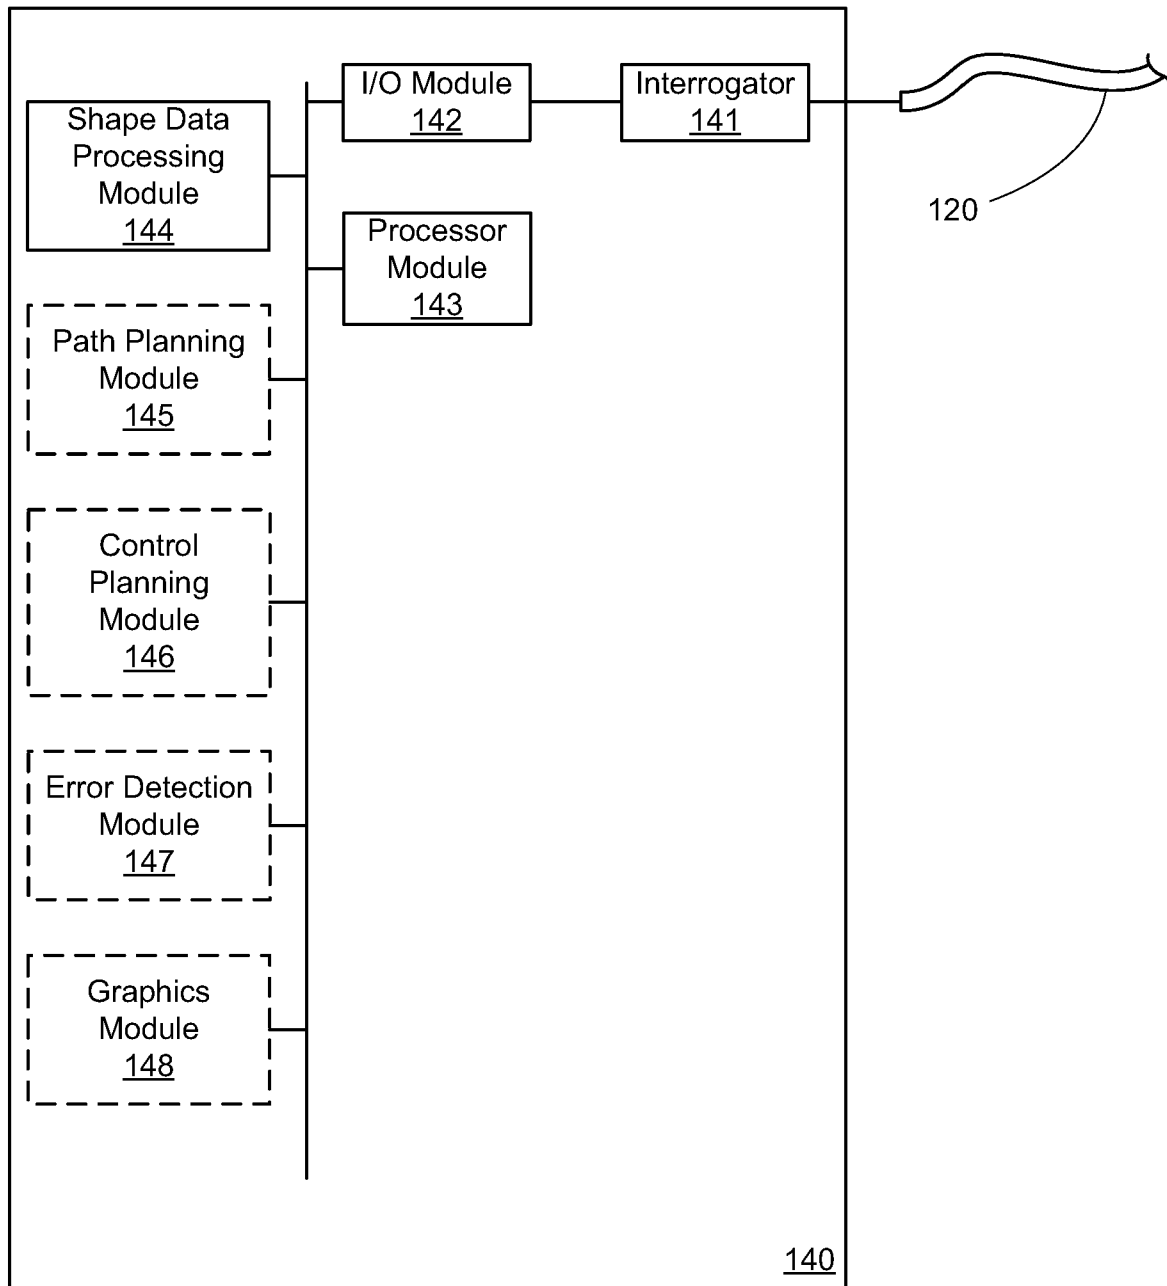 I/O Module
142
Interrogator
141
120
Shape Data
Processing
Module
144
Processor
Module
143
Path Planning
Module
145
Control
Planning
Module
146
Error Detection
Module
147
Graphics
Module
148
140